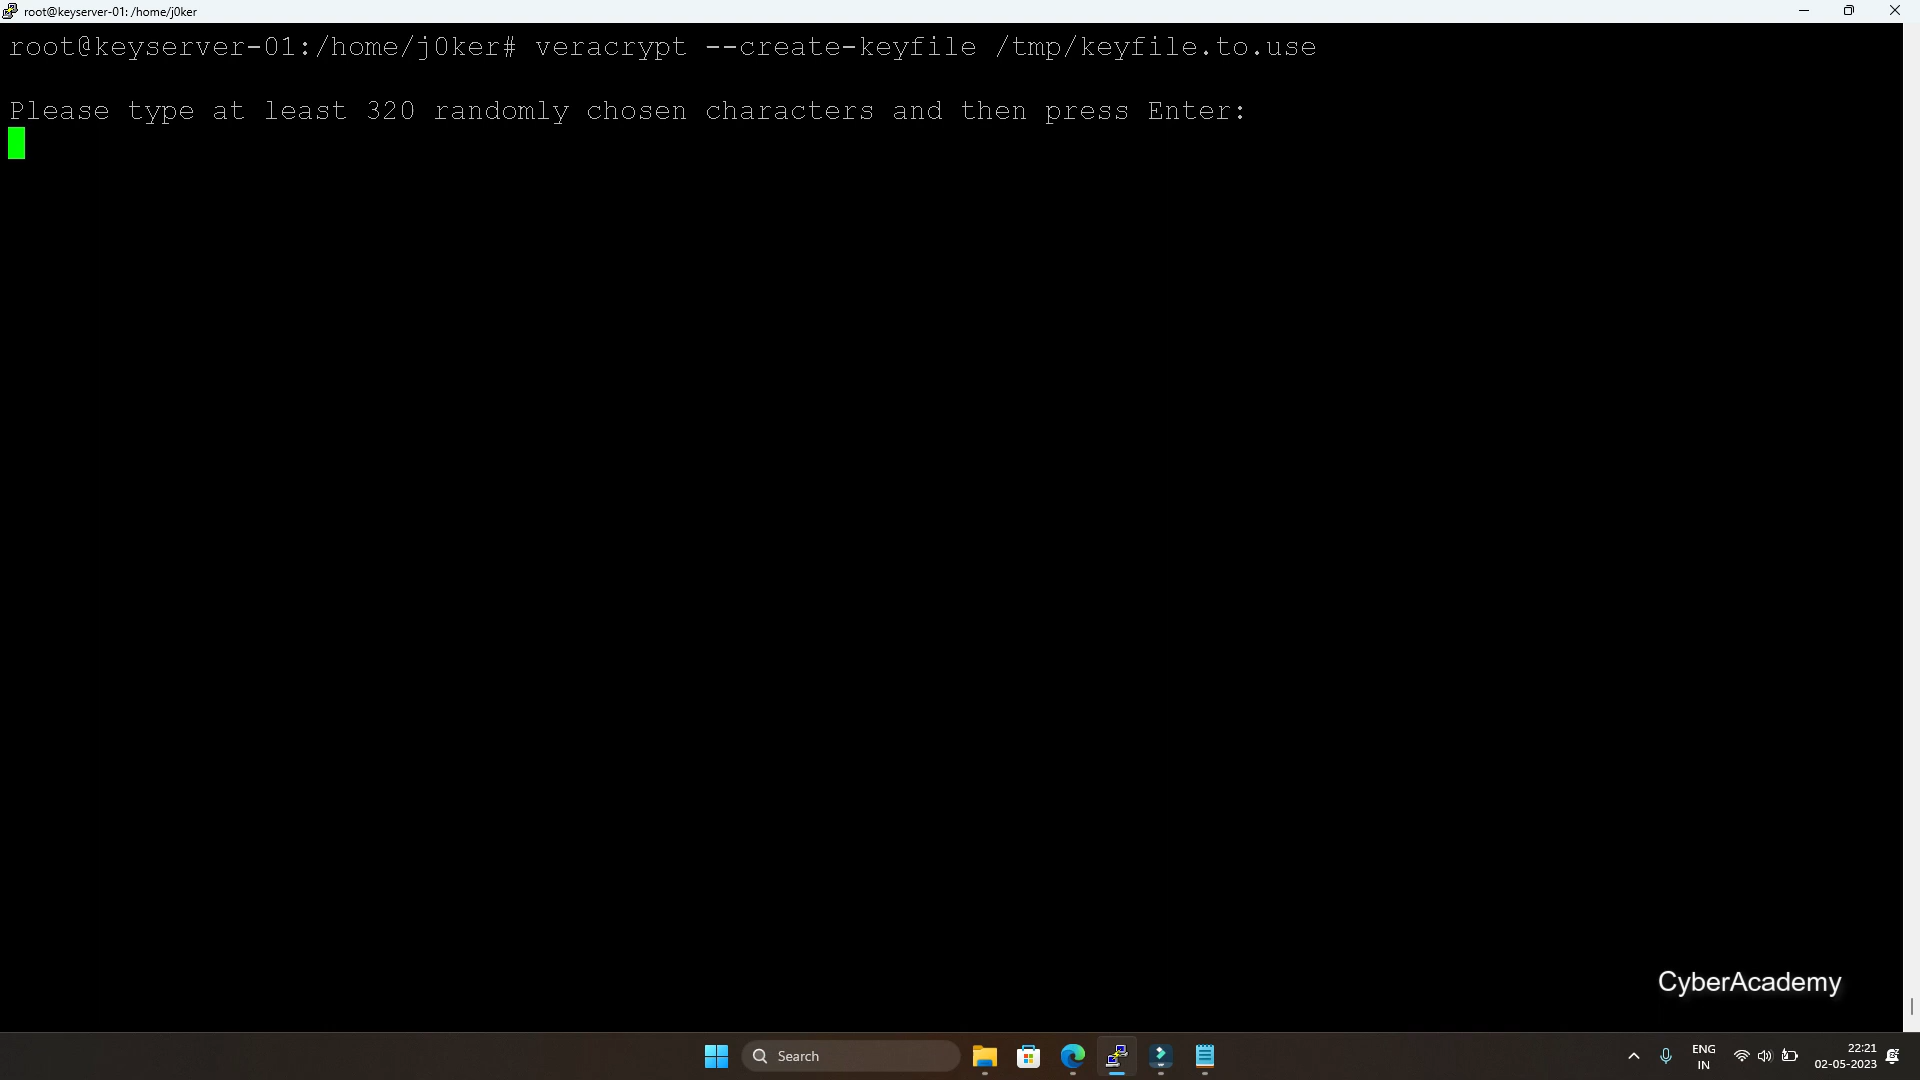 root@keyserver-01: /home/j0ker
root@keyserver-01:/home/j0ker# veracrypt --create-keyfile /tmp/keyfile.to.use
Please type at least 320 randomly chosen characters and then press Enter:
CyberAcademy
Search
ENG
IN
22:21
02-05-2023